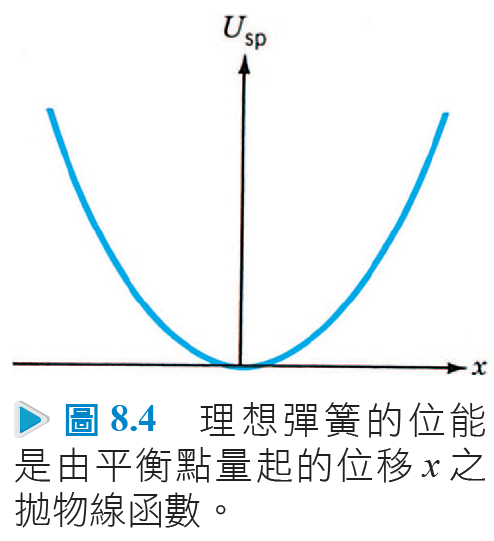 U_sp
x
圖 8.4 理想彈簧的位能
是由平衡點量起的位移 x 之
拋物線函數。